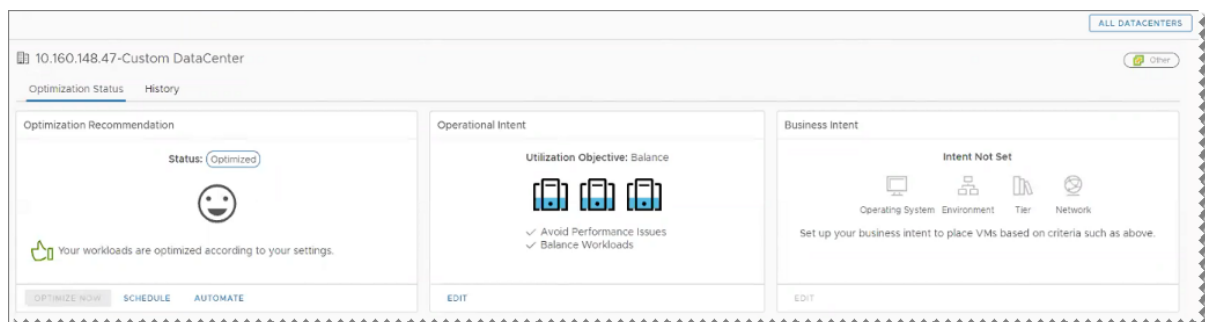 ALL DATACENTERS
10.160.148.47-Custom DataCenter
Other
Optimization Status History
Optimization Recommendation
Status: Optimized
Your workloads are optimized according to your settings.
OPTIMIZE NOW SCHEDULE AUTOMATE
Operational Intent
Utilization Objective: Balance
Avoid Performance Issues
Balance Workloads
EDIT
Business Intent
Intent Not Set
Operating System Environment Tier Network
Set up your business intent to place VMs based on criteria such as above.
EDIT